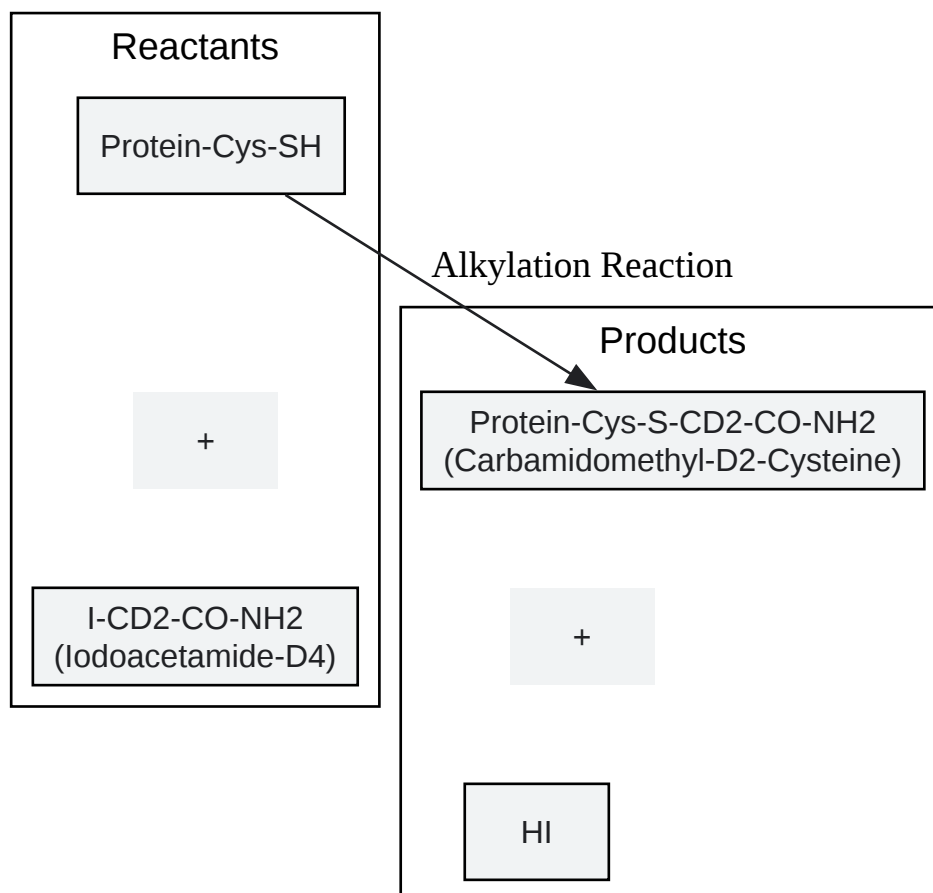 Reactants
Protein-Cys-SH
+
I-CD2-CO-NH2
(Iodoacetamide-D4)
Alkylation Reaction
Products
Protein-Cys-S-CD2-CO-NH2
(Carbamidomethyl-D2-Cysteine)
+
HI